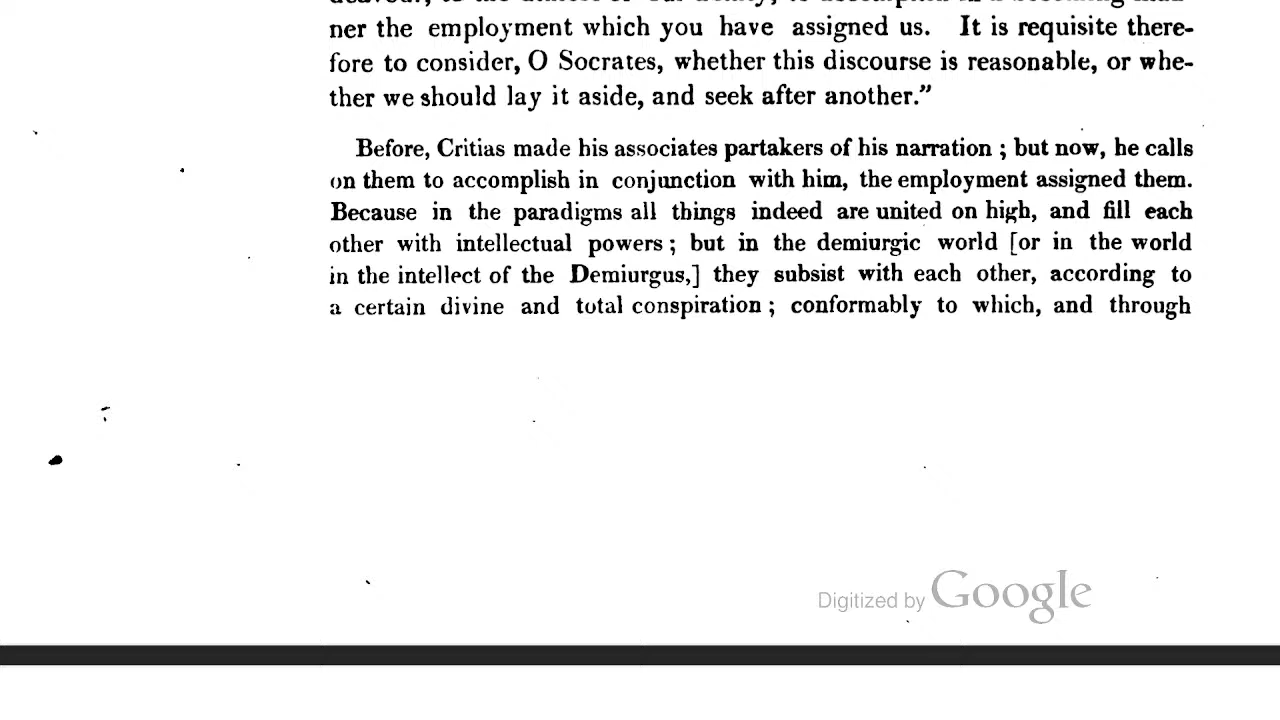 ner the employment which you have assigned us. It is requisite there-
fore to consider, O Socrates, whether this discourse is reasonable, or whe-
ther we should lay it aside, and seek after another.”
Before, Critias made his associates partakers of his narration ; but now, he calls
on them to accomplish in conjunction with him, the employment assigned them.
Because in the paradigms all things indeed are united on high, and fill each
other with intellectual powers ; but in the demiurgic world [or in the world
in the intellect of the Demiurgus,] they subsist with each other, according to
a certain divine and total conspiration ; conformably to which, and through
Digitized by Google